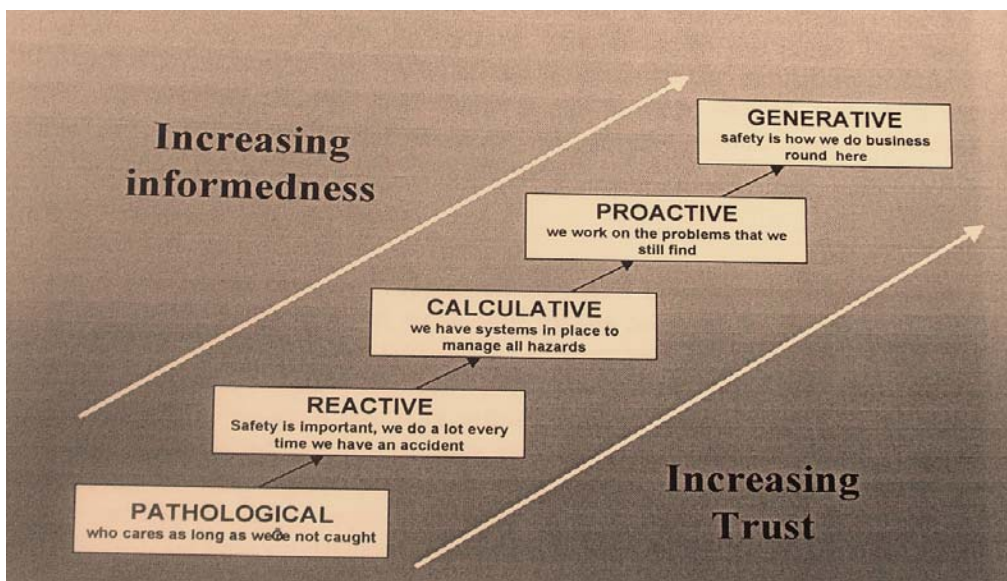 Increasing
informedness
GENERATIVE
safety is how we do business
round here
PROACTIVE
we work on the problems that we
still find
CALCULATIVE
we have systems in place to
manage all hazards
REACTIVE
Safety is important, we do a lot every
time we have an accident
PATHOLOGICAL
who cares as long as not caught
Increasing
Trust